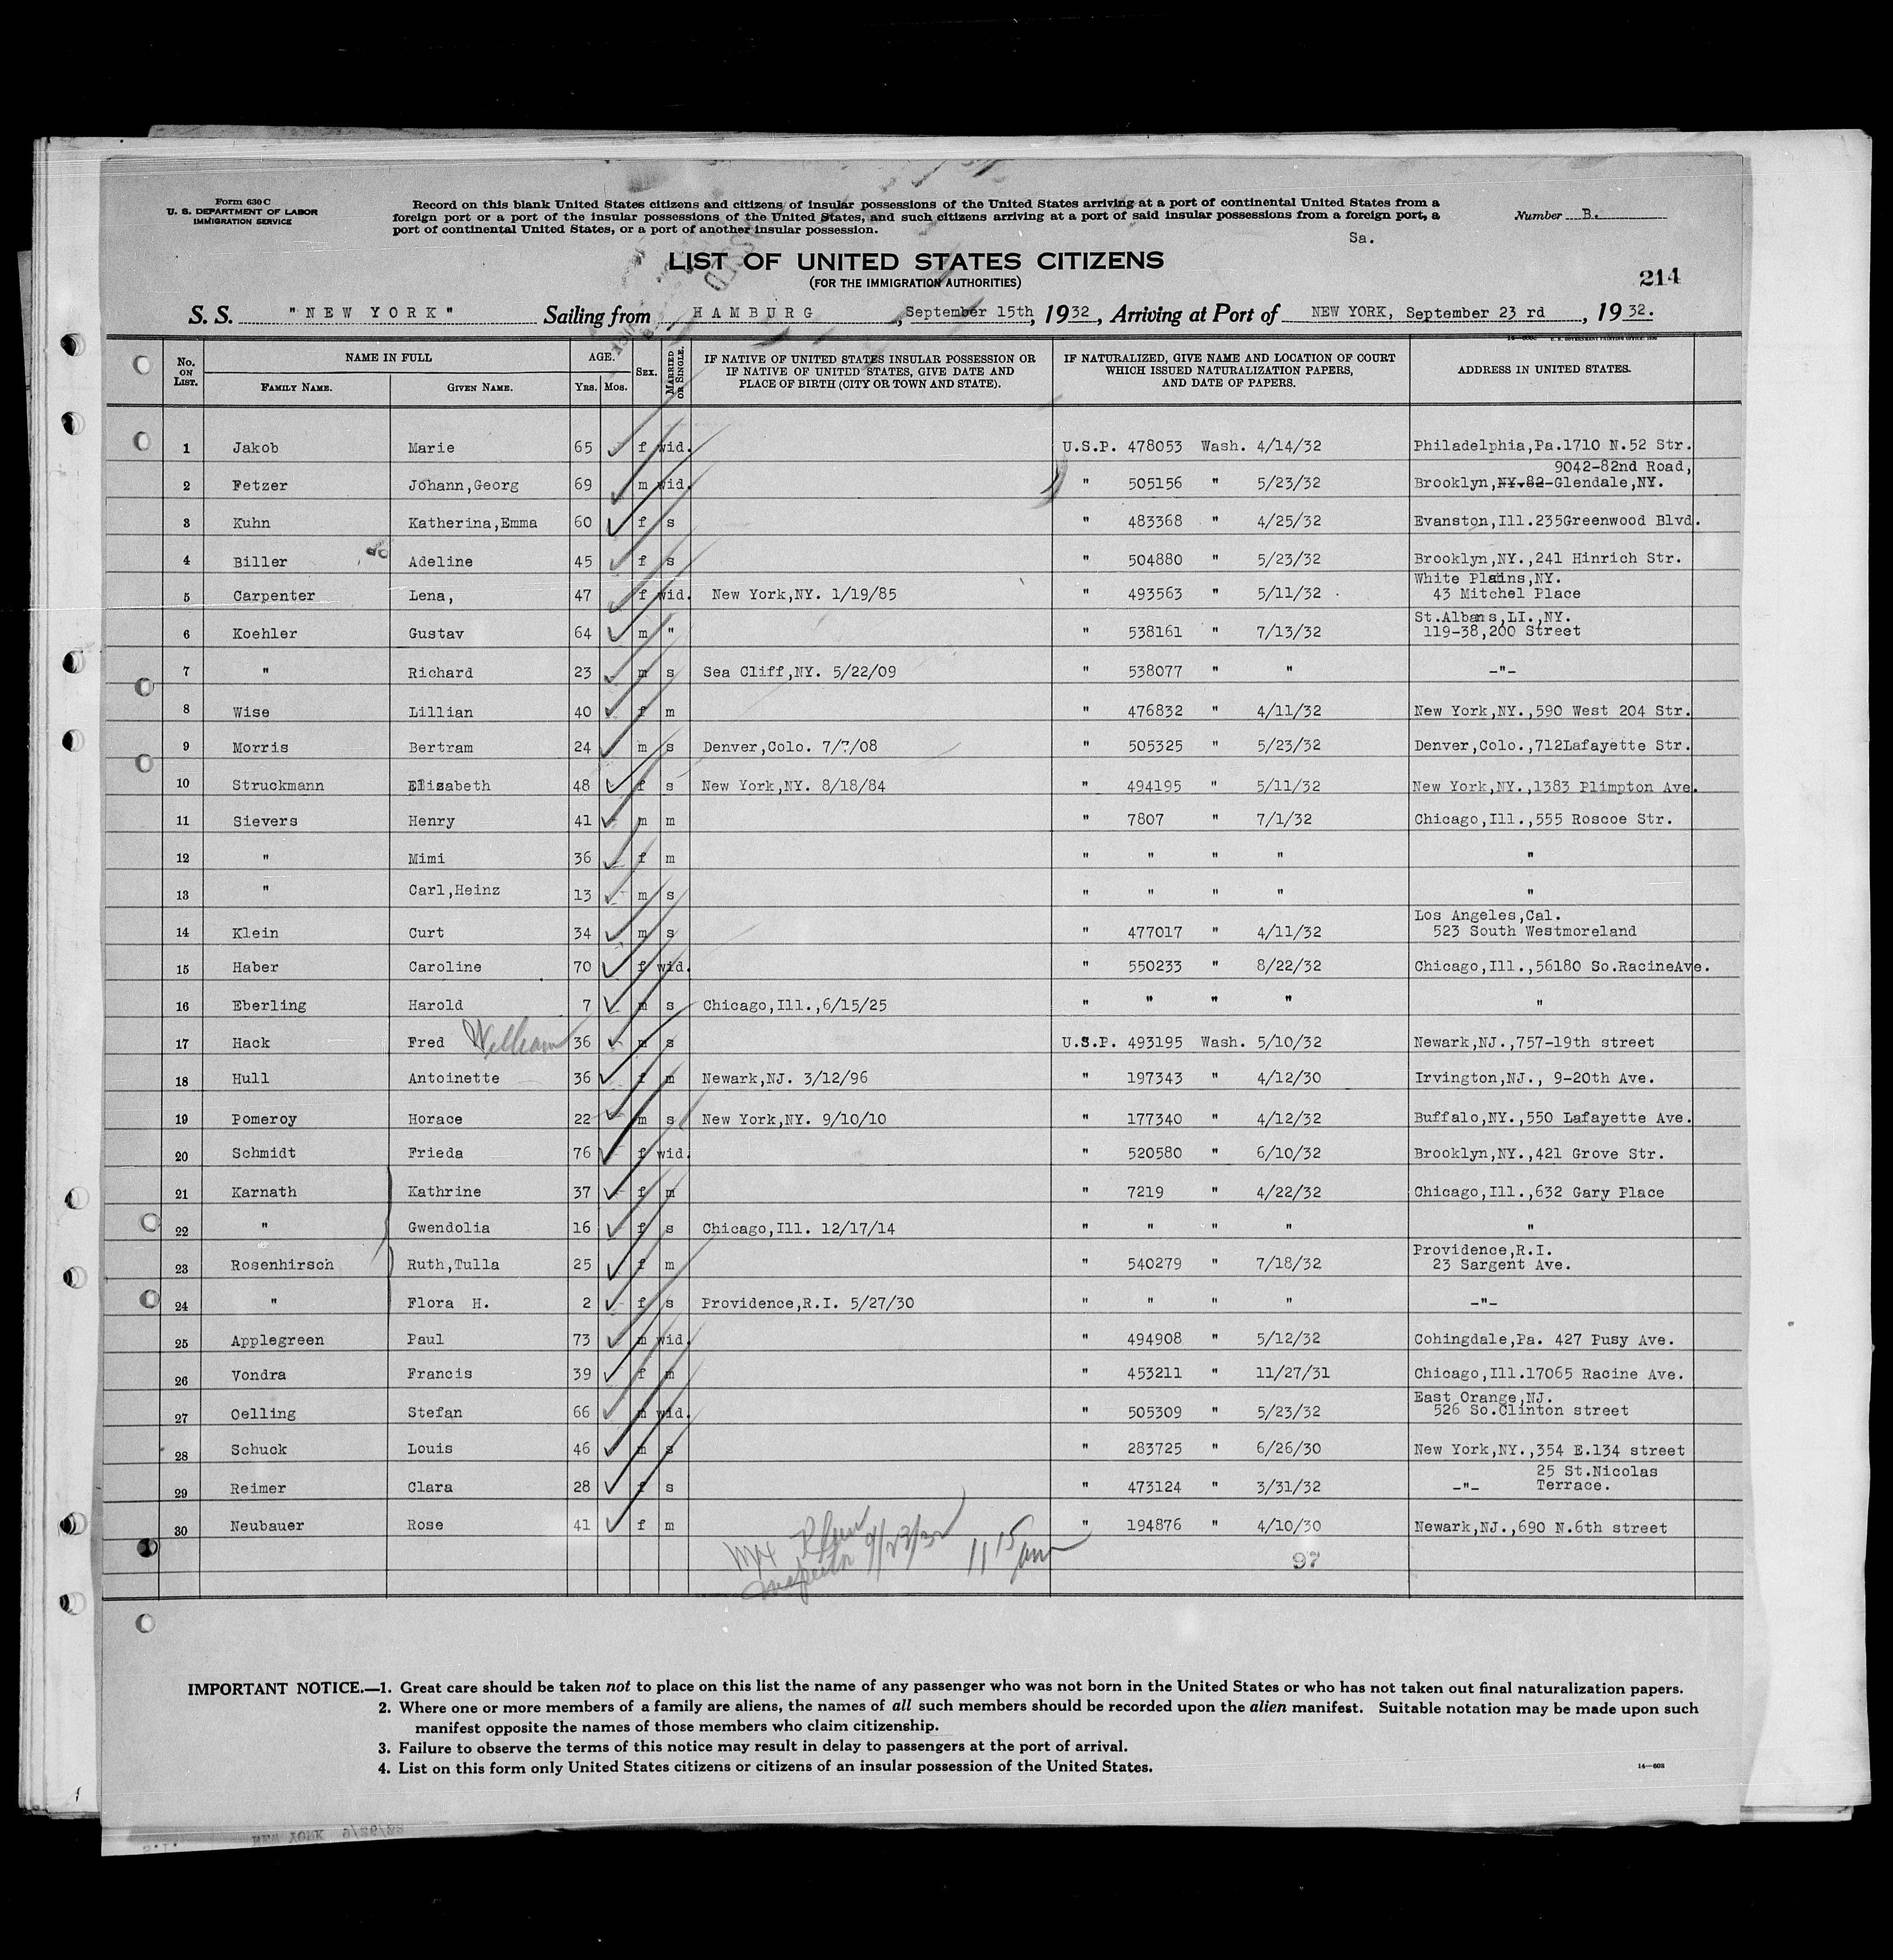 Form 630 C
U. S. DEPARTMENT OF LABOR
IMMIGRATION SERVICE
Record on this blank United States citizens and citizens of insular possessions of the United States arriving at a port of continental United States from a
foreign port or a port of the insular possessions of the United States, and such citizens arriving at a port of said insular possessions from a foreign port, a
port of continental United States, or a port of another insular possession.
Number B.
Sa.
LIST OF UNITED STATES CITIZENS
(FOR THE IMMIGRATION AUTHORITIES)
214
S. S. "NEW YORK" Sailing from HAMBURG, September 15th, 1932, Arriving at Port of NEW YORK, September 23 rd, 1932.
No. ON LIST. NAME IN FULL AGE. SEX. MARRIED OR SINGLE. IF NATIVE OF UNITED STATES INSULAR POSSESSION OR IF NATIVE OF UNITED STATES, GIVE DATE AND PLACE OF BIRTH (CITY OR TOWN AND STATE). IF NATURALIZED, GIVE NAME AND LOCATION OF COURT WHICH ISSUED NATURALIZATION PAPERS, AND DATE OF PAPERS. ADDRESS IN UNITED STATES.
FAMILY NAME. GIVEN NAME. YRS. MOS.
1 Jakob Marie 65 f wid. U.S.P. 478053 Wash. 4/14/32 Philadelphia,Pa.1710 N.52 Str.
9042-82nd Road,
2 Fetzer Johann,Georg 69 m wid. " 505156 " 5/23/32 Brooklyn,NY.82-Glendale,NY.
3 Kuhn Katherina,Emma 60 f s " 483368 " 4/25/32 Evanston,Ill.235Greenwood Blvd.
4 Biller Adeline 45 f s " 504880 " 5/23/32 Brooklyn,NY.,241 Hinrich Str.
White Plains,NY.
5 Carpenter Lena, 47 f wid. New York,NY. 1/19/85 " 493563 " 5/11/32 43 Mitchel Place
St.Albans,LI.,NY.
6 Koehler Gustav 64 m " " 538161 " 7/13/32 119-38,200 Street
7 " Richard 23 m s Sea Cliff,NY. 5/22/09 " 538077 " " -"-
8 Wise Lillian 40 f m " 476832 " 4/11/32 New York,NY.,590 West 204 Str.
9 Morris Bertram 24 m s Denver,Colo. 7/7/08 " 505325 " 5/23/32 Denver,Colo.,712Lafayette Str.
10 Struckmann Elisabeth 48 f s New York,NY. 8/18/84 " 494195 " 5/11/32 New York,NY.,1383 Plimpton Ave.
11 Sievers Henry 41 m m " 7807 " 7/1/32 Chicago,Ill.,555 Roscoe Str.
12 " Mimi 36 f m " " " " "
13 " Carl,Heinz 13 m s " " " " "
Los Angeles,Cal.
14 Klein Curt 34 m s " 477017 " 4/11/32 523 South Westmoreland
15 Haber Caroline 70 f wid. " 550233 " 8/22/32 Chicago,Ill.,56180 So.RacineAve.
16 Eberling Harold 7 m s Chicago,Ill.,6/15/25 " " " " "
17 Hack Fred William 36 m s U.S.P. 493195 Wash. 5/10/32 Newark,NJ.,757-19th street
18 Hull Antoinette 36 f m Newark,NJ. 3/12/96 " 197343 " 4/12/30 Irvington,NJ., 9-20th Ave.
19 Pomeroy Horace 22 m s New York,NY. 9/10/10 " 177340 " 4/12/32 Buffalo,NY.,550 Lafayette Ave.
20 Schmidt Frieda 76 f wid. " 520580 " 6/10/32 Brooklyn,NY.,421 Grove Str.
21 Karnath Kathrine 37 f m " 7219 " 4/22/32 Chicago,Ill.,632 Gary Place
22 " Gwendolia 16 f s Chicago,Ill. 12/17/14 " " " " "
Providence,R.I.
23 Rosenhirsch Ruth,Tulla 25 f m " 540279 " 7/18/32 23 Sargent Ave.
24 " Flora H. 2 f s Providence,R.I. 5/27/30 " " " " -"-
25 Applegreen Paul 73 m wid. " 494908 " 5/12/32 Cohingdale,Pa. 427 Pusy Ave.
26 Vondra Francis 39 f m " 453211 " 11/27/31 Chicago,Ill.17065 Racine Ave.
East Orange,NJ.
27 Oelling Stefan 66 m wid. " 505309 " 5/23/32 526 So.Clinton street
28 Schuck Louis 46 m s " 283725 " 6/26/30 New York,NY.,354 E.134 street
25 St.Nicolas
29 Reimer Clara 28 f s " 473124 " 3/31/32 -"- Terrace.
30 Neubauer Rose 41 f m " 194876 " 4/10/30 Newark,NJ.,690 N.6th street
Inspector 9/23/32 11 15 am
97
IMPORTANT NOTICE.—1. Great care should be taken not to place on this list the name of any passenger who was not born in the United States or who has not taken out final naturalization papers.
2. Where one or more members of a family are aliens, the names of all such members should be recorded upon the alien manifest. Suitable notation may be made upon such
manifest opposite the names of those members who claim citizenship.
3. Failure to observe the terms of this notice may result in delay to passengers at the port of arrival.
4. List on this form only United States citizens or citizens of an insular possession of the United States.
14—603